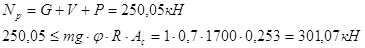 N_p = G + V + P = 250,05кН
250,05 ≤ mg · φ · R · A_c = 1 · 0,7 · 1700 · 0,253 = 301,07кН